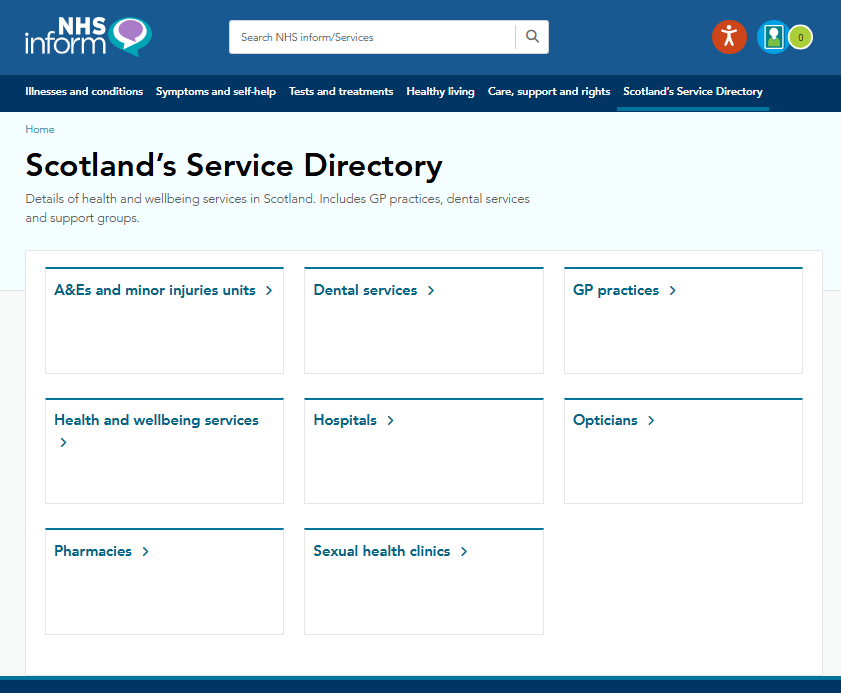 NHS
inform
Search NHS inform/Services
0
Illnesses and conditions Symptoms and self-help Tests and treatments Healthy living Care, support and rights Scotland's Service Directory
Home
Scotland's Service Directory
Details of health and wellbeing services in Scotland. Includes GP practices, dental services
and support groups.
A&Es and minor injuries units
Dental services
GP practices
Health and wellbeing services
Hospitals
Opticians
Pharmacies
Sexual health clinics